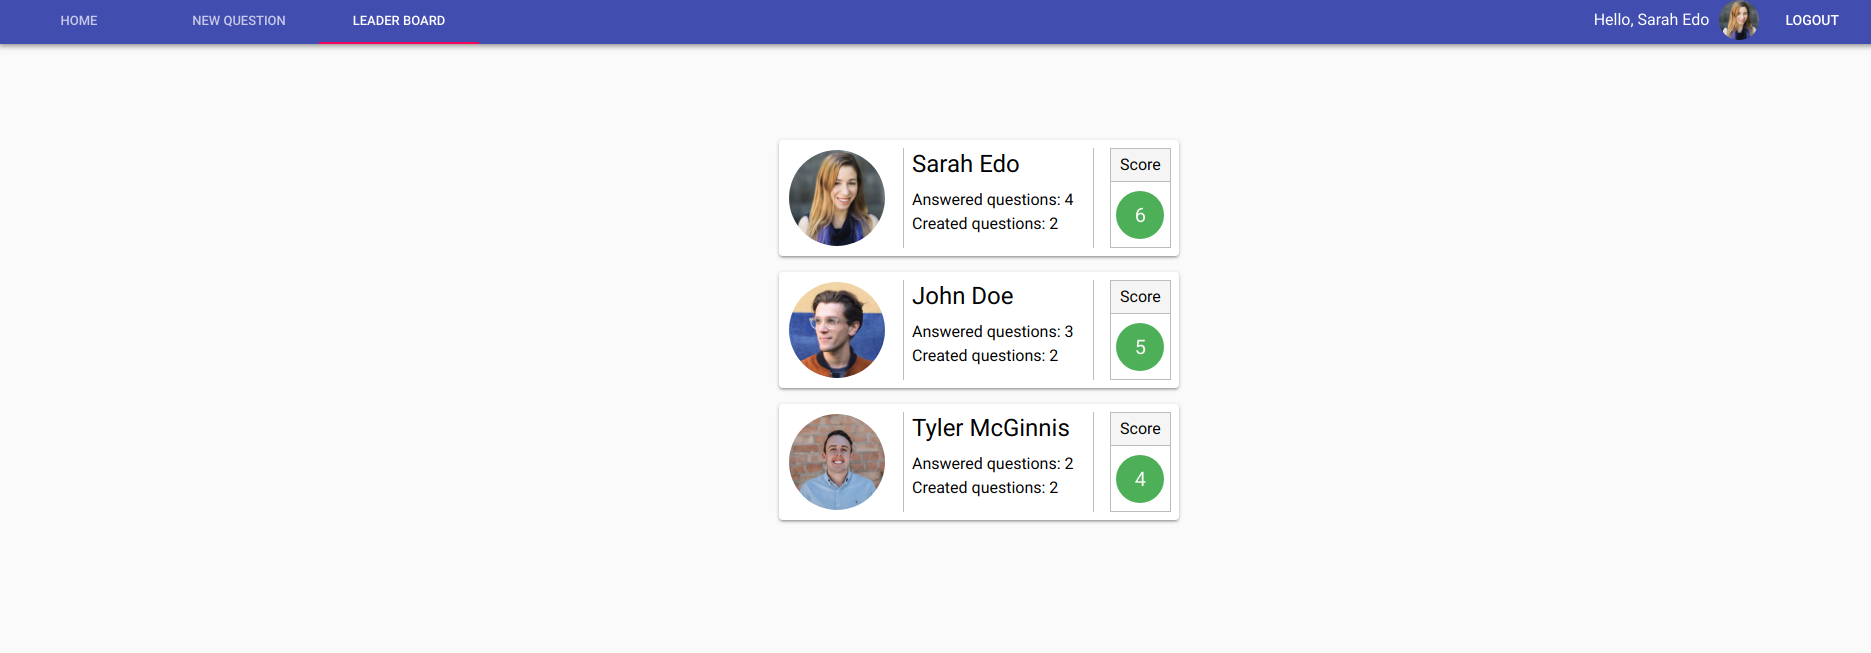 HOME NEW QUESTION LEADER BOARD Hello, Sarah Edo LOGOUT
Sarah Edo
Answered questions: 4
Created questions: 2
Score
6
John Doe
Answered questions: 3
Created questions: 2
Score
5
Tyler McGinnis
Answered questions: 2
Created questions: 2
Score
4